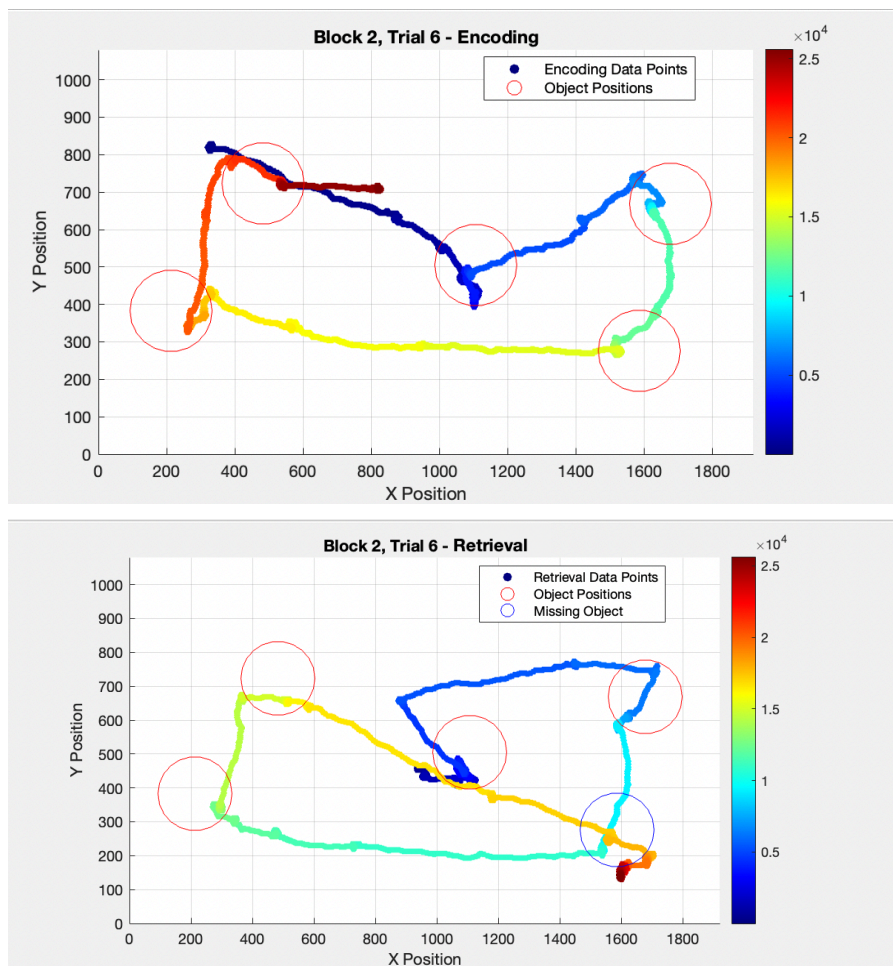 Block 2, Trial 6 - Encoding
×10⁴
Encoding Data Points
Object Positions
Y Position
1000
900
800
700
600
500
400
300
200
100
0
0 200 400 600 800 1000 1200 1400 1600 1800
X Position
2.5
2
1.5
1
0.5
Block 2, Trial 6 - Retrieval
×10⁴
Retrieval Data Points
Object Positions
Missing Object
Y Position
1000
900
800
700
600
500
400
300
200
100
0
0 200 400 600 800 1000 1200 1400 1600 1800
X Position
2.5
2
1.5
1
0.5